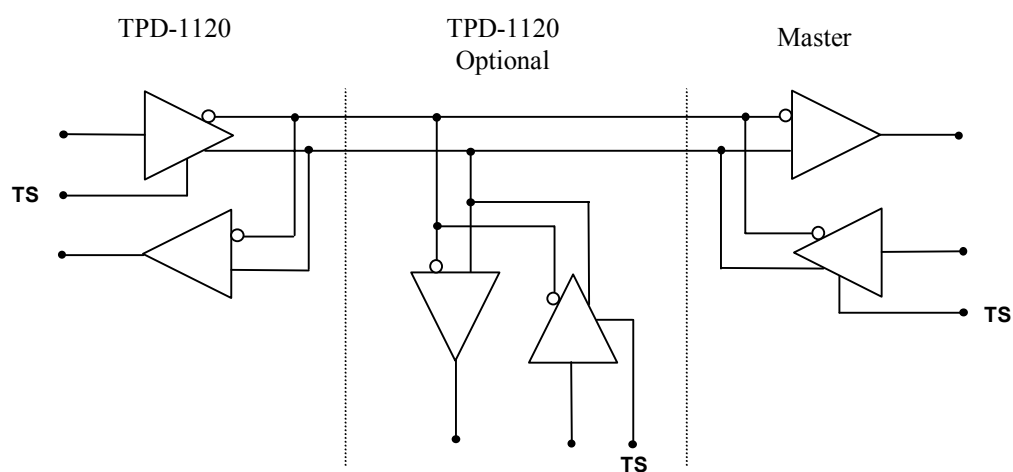 TPD-1120
TPD-1120
Optional
Master
TS
TS
TS